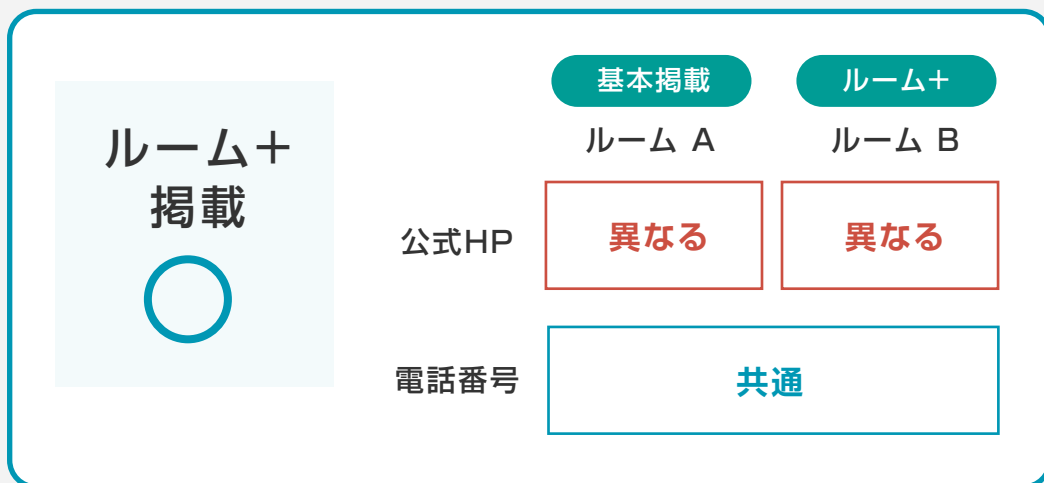 ルーム+
掲載
基本掲載
ルーム+
ルーム A
ルーム B
公式HP
異なる
異なる
電話番号
共通